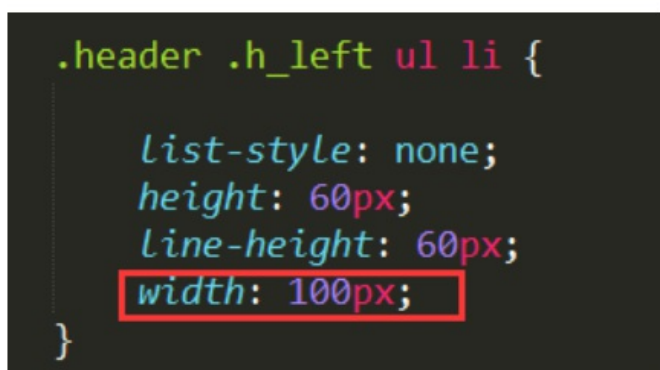 .header .h_left ul li {
list-style: none;
height: 60px;
line-height: 60px;
width: 100px;
}